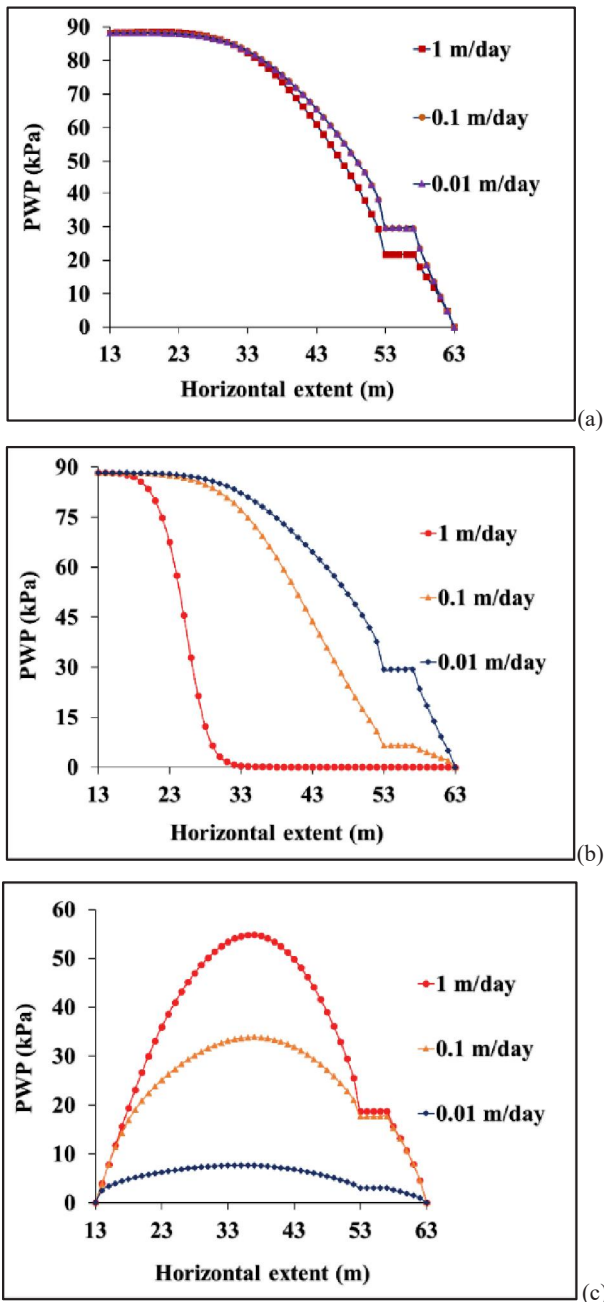 90
80
70
60
50
40
30
20
10
0
PWP (kPa)
1 m/day
0.1 m/day
0.01 m/day
13 23 33 43 53 63
Horizontal extent (m)
(a)
90
75
60
45
30
15
0
PWP (kPa)
1 m/day
0.1 m/day
0.01 m/day
13 23 33 43 53 63
Horizontal extent (m)
(b)
60
50
40
30
20
10
0
PWP (kPa)
1 m/day
0.1 m/day
0.01 m/day
13 23 33 43 53 63
Horizontal extent (m)
(c)